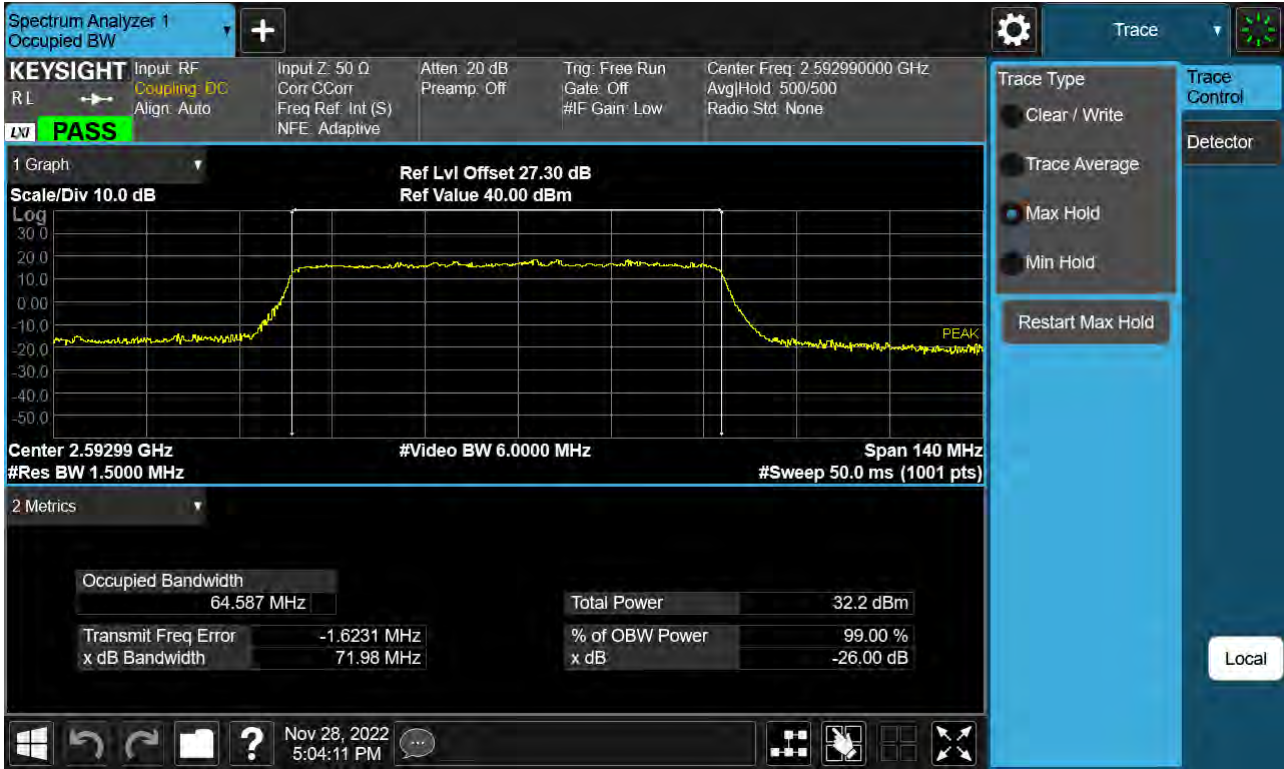 Spectrum Analyzer 1
Occupied BW
Trace
KEYSIGHT
RL
LXI
PASS
Input: RF
Coupling: DC
Align: Auto
Input Z: 50 Ω
Corr CCorr
Freq Ref: Int (S)
NFE: Adaptive
Atten: 20 dB
Preamp: Off
Trig: Free Run
Gate: Off
#IF Gain: Low
Center Freq: 2.592990000 GHz
Avg|Hold: 500/500
Radio Std: None
1 Graph
Scale/Div 10.0 dB
Ref Lvl Offset 27.30 dB
Ref Value 40.00 dBm
Log
30.0
20.0
10.0
0.00
-10.0
-20.0
-30.0
-40.0
-50.0
PEAK
Center 2.59299 GHz
#Video BW 6.0000 MHz
Span 140 MHz
#Res BW 1.5000 MHz
#Sweep 50.0 ms (1001 pts)
2 Metrics
Occupied Bandwidth
64.587 MHz
Total Power 32.2 dBm
Transmit Freq Error -1.6231 MHz
% of OBW Power 99.00 %
x dB Bandwidth 71.98 MHz
x dB -26.00 dB
Trace Type
Clear / Write
Trace Average
Max Hold
Min Hold
Restart Max Hold
Trace
Control
Detector
Local
?
Nov 28, 2022
5:04:11 PM